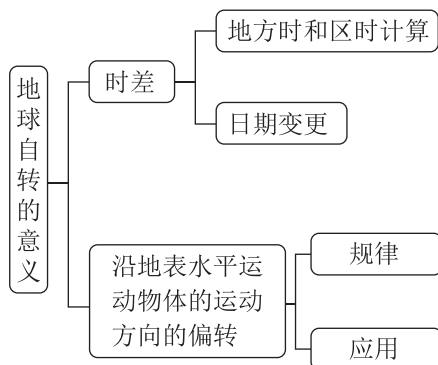 地球自转的意义
时差
地方时和区时计算
日期变更
沿地表水平运
动物体的运动
方向的偏转
规律
应用